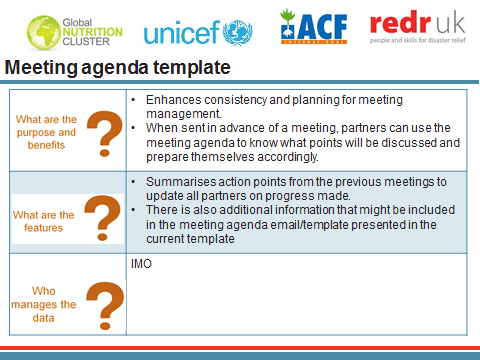 Global
NUTRITION
CLUSTER
unicef
ACF
INTERNATIONAL
redr uk
people and skills for disaster relief
Meeting agenda template
What are the
purpose and
benefits
?
• Enhances consistency and planning for meeting
management.
• When sent in advance of a meeting, partners can use the
meeting agenda to know what points will be discussed and
prepare themselves accordingly.
What are the
features
?
• Summarises action points from the previous meetings to
update all partners on progress made.
• There is also additional information that might be included
in the meeting agenda email/template presented in the
current template
Who
manages the
data
?
IMO